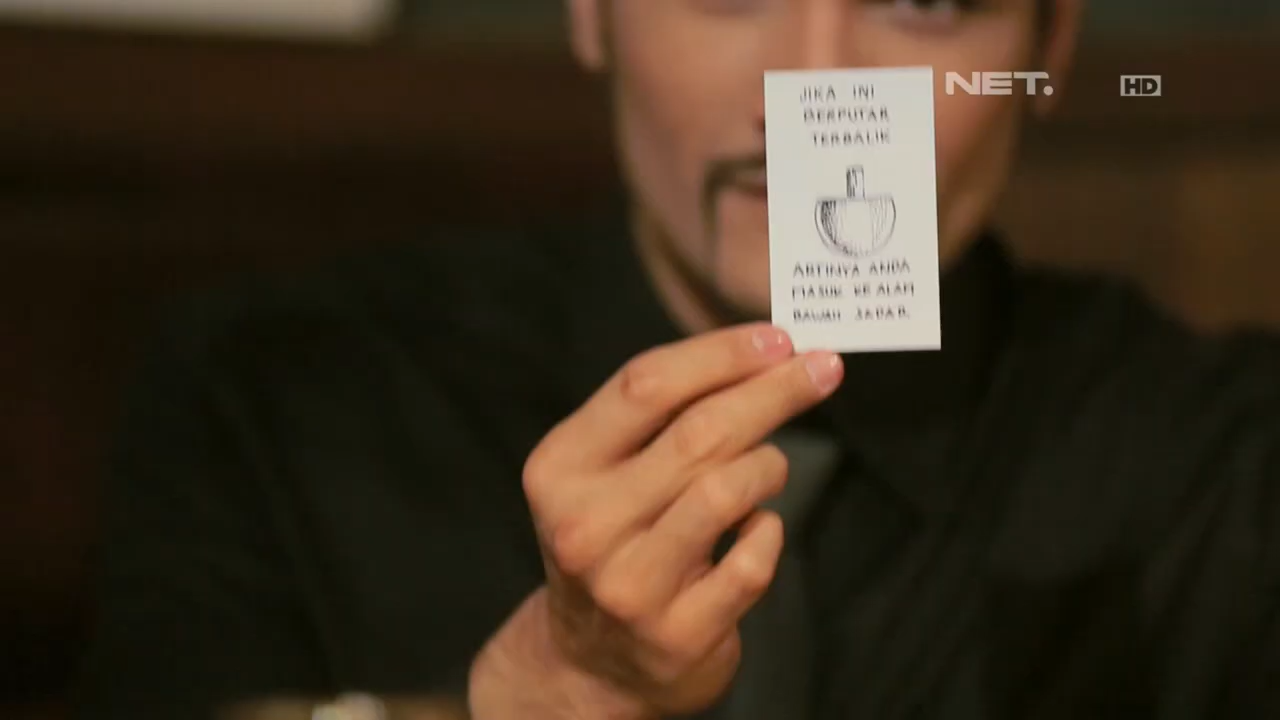 JIKA INI
BERPUTAR
TERBALIK
ARTINYA ANDA
MASUK KE ALAM
BAWAH SADAR.
NET.
HD